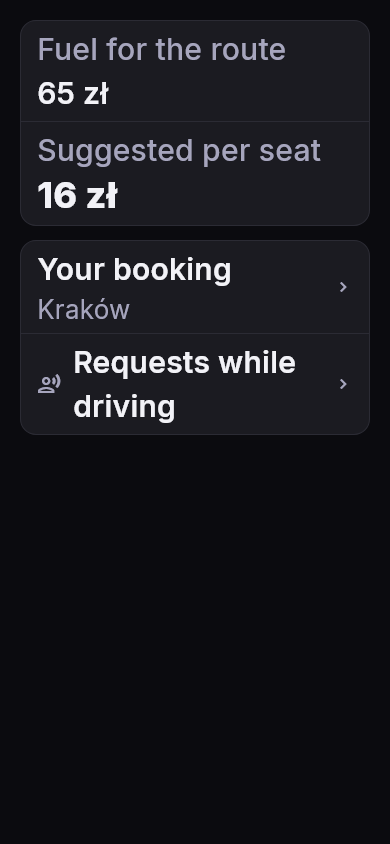 Fuel for the route
65 zł
Suggested per seat
16 zł
Your booking
Kraków
Requests while
driving